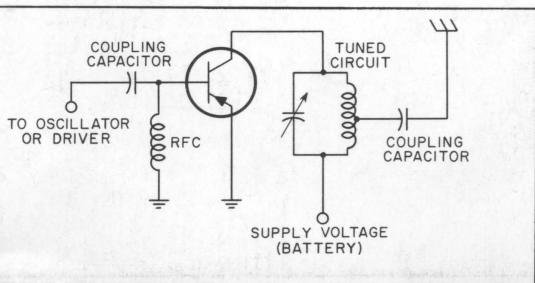 COUPLING
CAPACITOR
TUNED
CIRCUIT
TO OSCILLATOR
OR DRIVER
RFC
COUPLING
CAPACITOR
SUPPLY VOLTAGE
(BATTERY)